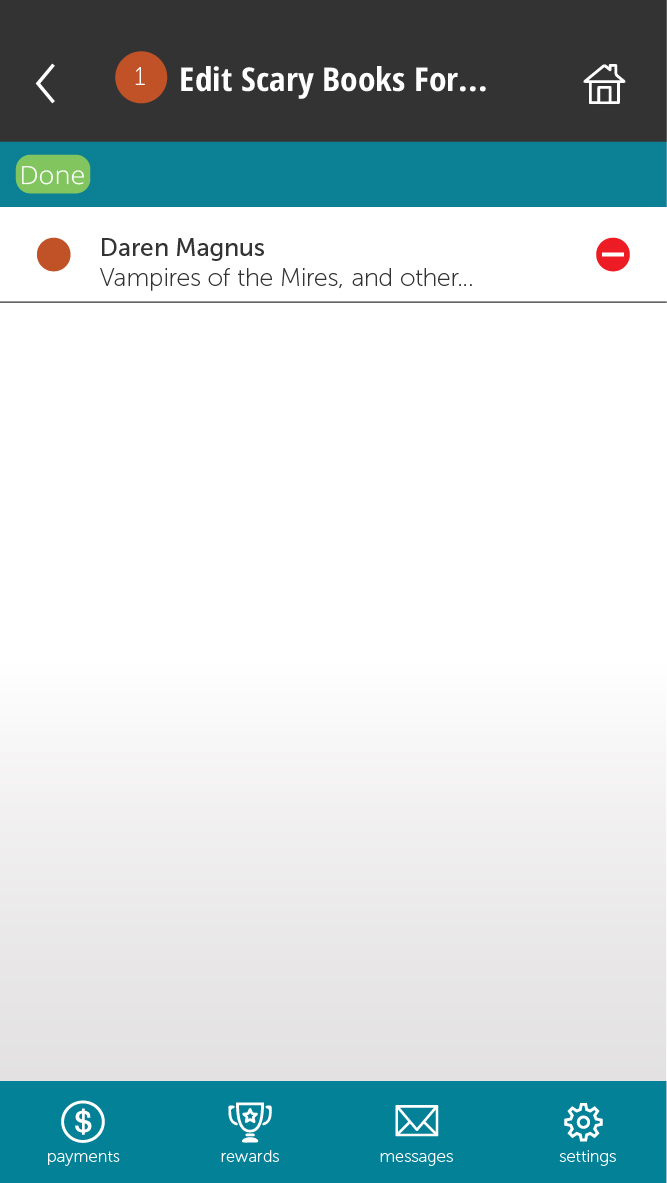 1 Edit Scary Books For...
Done
Daren Magnus
Vampires of the Mires, and other...
$
payments rewards messages settings